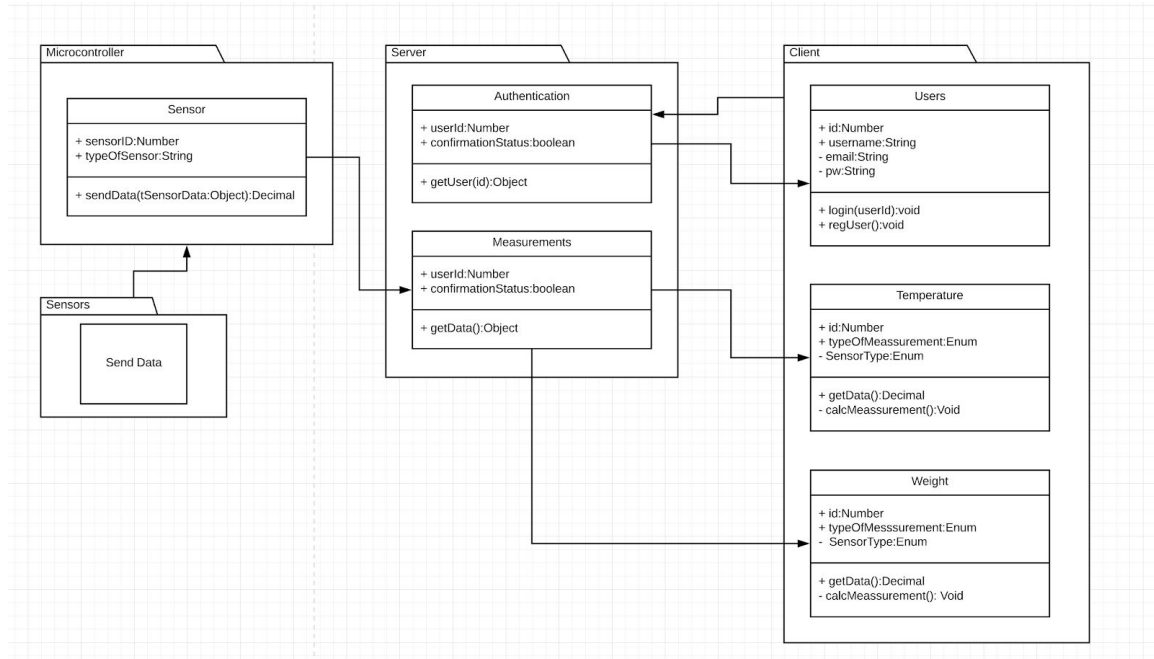 Microcontroller
Sensor
+ sensorID:Number
+ typeOfSensor:String
+ sendData(tSensorData:Object):Decimal
Sensors
Send Data
Server
Authentication
+ userId:Number
+ confirmationStatus:boolean
+ getUser(id):Object
Measurements
+ userId:Number
+ confirmationStatus:boolean
+ getData():Object
Client
Users
+ id:Number
+ username:String
- email:String
- pw:String
+ login(userId):void
+ regUser():void
Temperature
+ id:Number
+ typeOfMeassurement:Enum
- SensorType:Enum
+ getData():Decimal
- calcMeassurement():Void
Weight
+ id:Number
+ typeOfMesssurement:Enum
- SensorType:Enum
+ getData():Decimal
- calcMeassurement(): Void